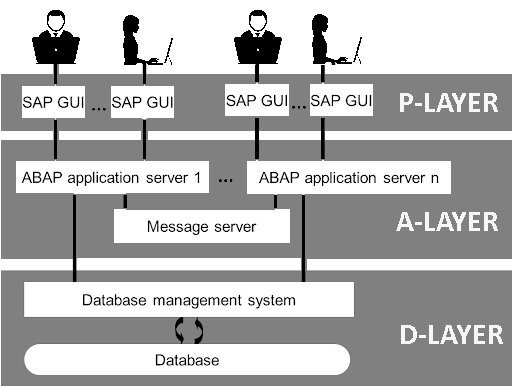 SAP GUI ... SAP GUI SAP GUI ... SAP GUI P-LAYER
ABAP application server 1 ... ABAP application server n
Message server A-LAYER
Database management system
D-LAYER
Database